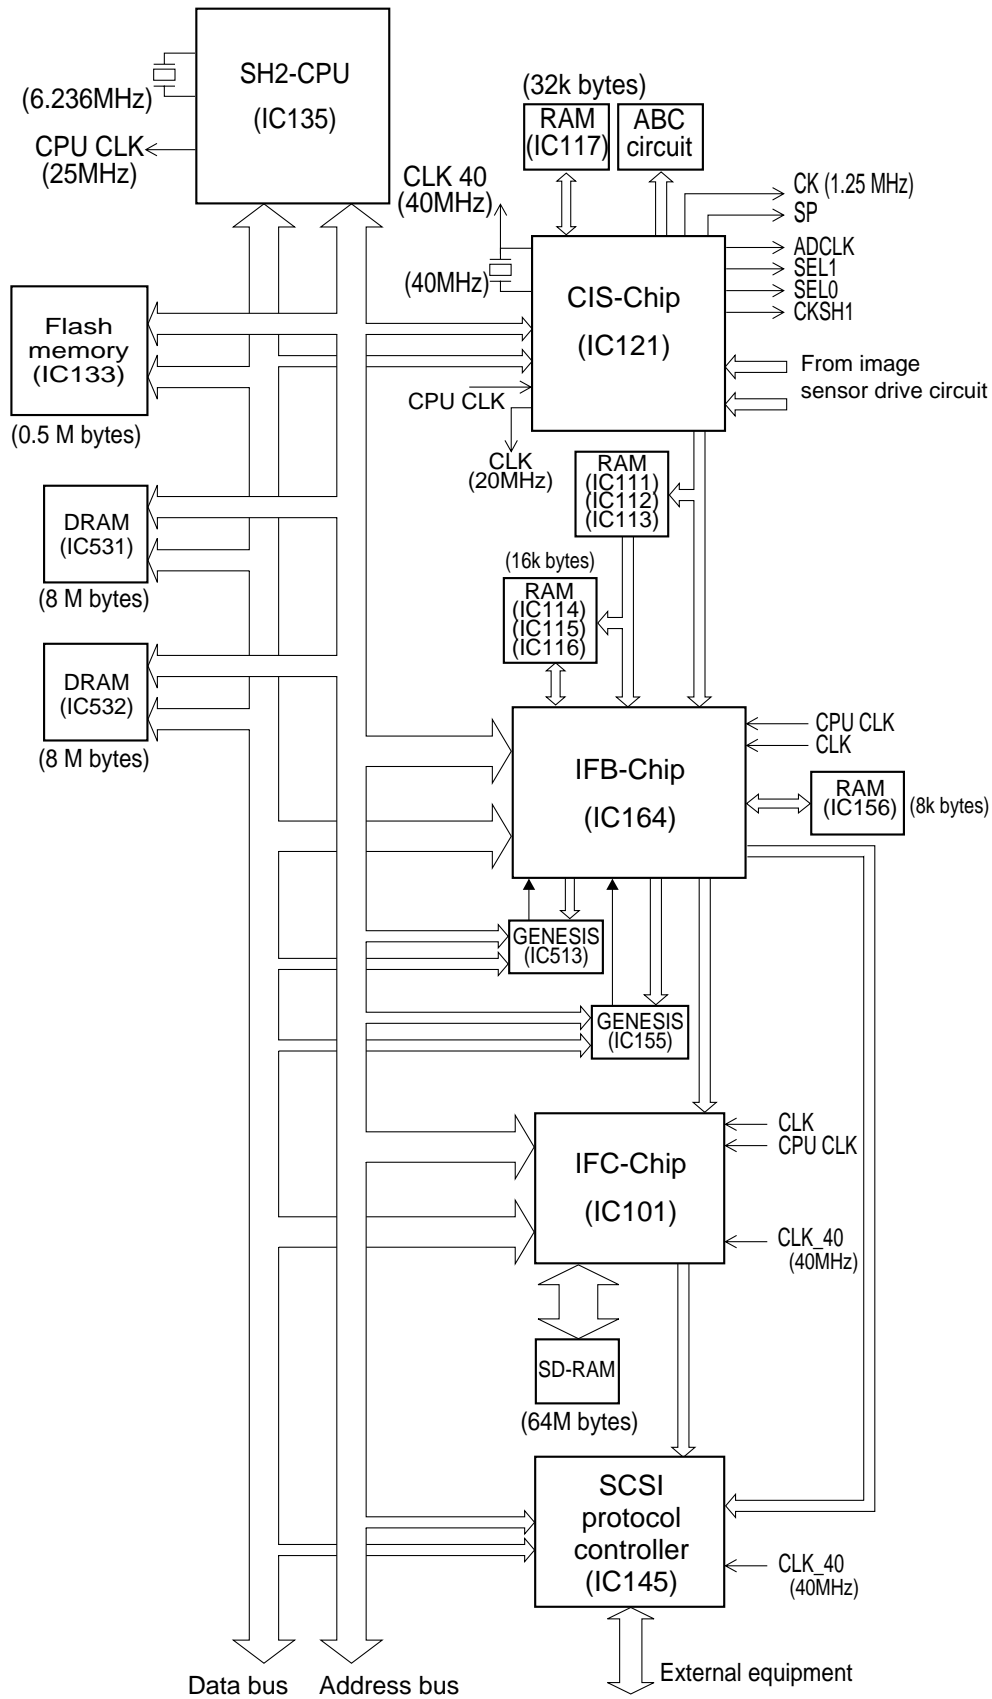 SH2-CPU
(IC135)
(6.236MHz)
CPU CLK
(25MHz)
(32k bytes)
RAM
(IC117)
ABC
circuit
CLK 40
(40MHz)
(40MHz)
CK (1.25 MHz)
SP
ADCLK
SEL1
SEL0
CKSH1
CIS-Chip
(IC121)
From image
sensor drive circuit
CPU CLK
CLK
(20MHz)
Flash
memory
(IC133)
(0.5 M bytes)
RAM
(IC111)
(IC112)
(IC113)
DRAM
(IC531)
(8 M bytes)
(16k bytes)
RAM
(IC114)
(IC115)
(IC116)
DRAM
(IC532)
(8 M bytes)
IFB-Chip
(IC164)
CPU CLK
CLK
RAM
(IC156)
(8k bytes)
GENESIS
(IC513)
GENESIS
(IC155)
IFC-Chip
(IC101)
CLK
CPU CLK
CLK_40
(40MHz)
SD-RAM
(64M bytes)
SCSI
protocol
controller
(IC145)
CLK_40
(40MHz)
External equipment
Data bus
Address bus